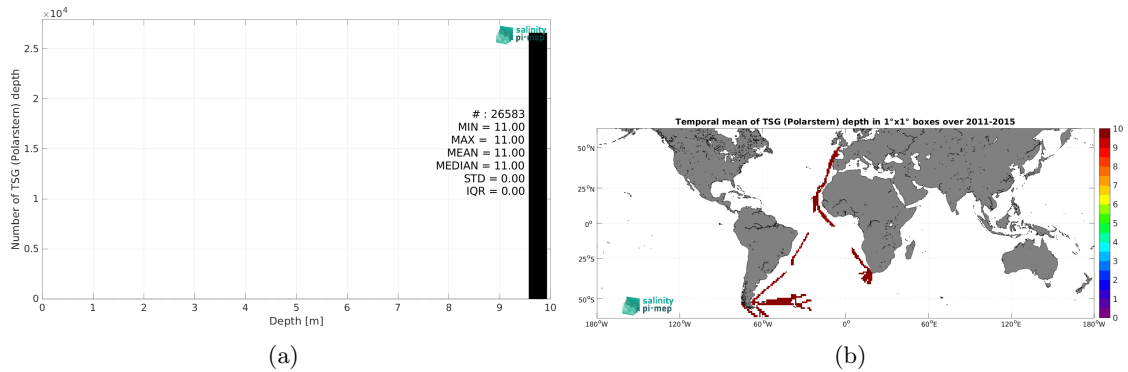 ×10⁴
salinity
pi-mep
Number of TSG (Polarstern) depth
2.5
2
1.5
1
0.5
0
# : 26583
MIN = 11.00
MAX = 11.00
MEAN = 11.00
MEDIAN = 11.00
STD = 0.00
IQR = 0.00
0 1 2 3 4 5 6 7 8 9 10
Depth [m]
(a)
Temporal mean of TSG (Polarstern) depth in 1°x1° boxes over 2011-2015
50°N
25°N
0°
25°S
50°S
salinity
pi-mep
180°W 120°W 60°W 0° 60°E 120°E 180°E
10
9
8
7
6
5
4
3
2
1
0
(b)